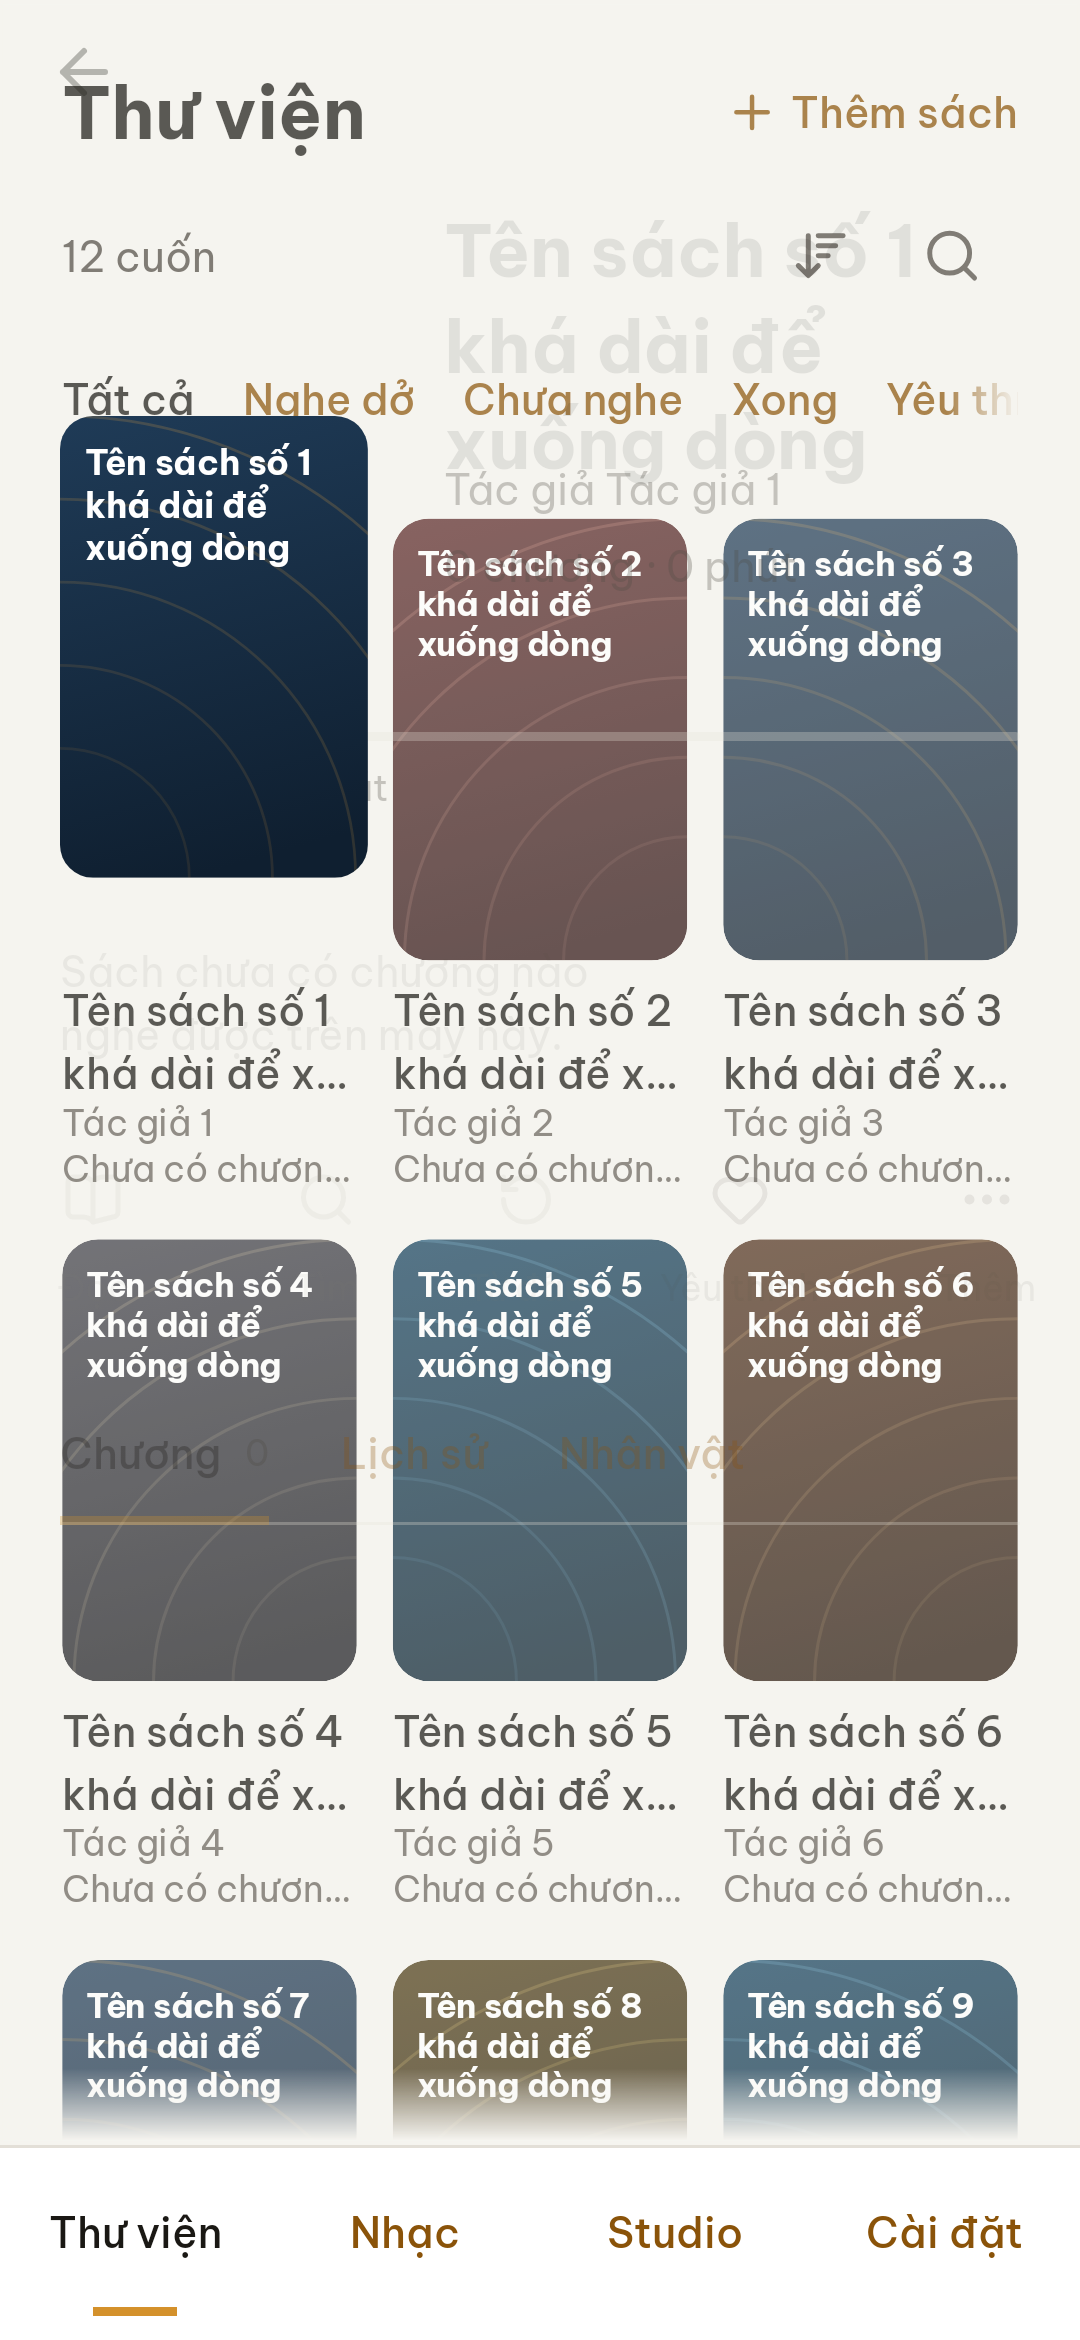 Thư viện
Thêm sách
12 cuốn
Tên sách số 1
khá dài để
xuống dòng
Tác giả Tác giả 1
0 phút
Tất cả
Nghe dở
Chưa nghe
Xong
Yêu th
Tên sách số 1
khá dài để
xuống dòng
Tên sách số 2
khá dài để
xuống dòng
Tên sách số 3
khá dài để
xuống dòng
Sách chưa có chương nào
nghe được trên máy này.
Tên sách số 1
khá dài để x...
Tác giả 1
Chưa có chươn...
Tên sách số 2
khá dài để x...
Tác giả 2
Chưa có chươn...
Tên sách số 3
khá dài để x...
Tác giả 3
Chưa có chươn...
Tên sách số 4
khá dài để
xuống dòng
Tên sách số 5
khá dài để
xuống dòng
Tên sách số 6
khá dài để
xuống dòng
Chương 0
Lịch sử
Nhân vật
Tên sách số 4
khá dài để x...
Tác giả 4
Chưa có chươn...
Tên sách số 5
khá dài để x...
Tác giả 5
Chưa có chươn...
Tên sách số 6
khá dài để x...
Tác giả 6
Chưa có chươn...
Tên sách số 7
khá dài để
xuống dòng
Tên sách số 8
khá dài để
xuống dòng
Tên sách số 9
khá dài để
xuống dòng
Thư viện
Nhạc
Studio
Cài đặt